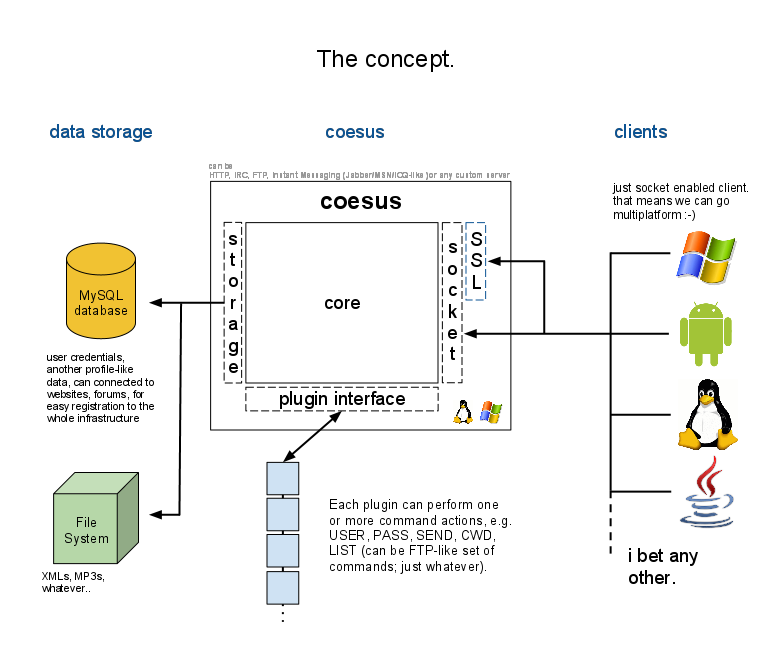 The concept.
data storage
coesus
clients
can be
HTTP, IRC, FTP, Instant Messaging (Jabber/MSN/ICQ-like )or any custom server
coesus
storage
core
socket
SSL
plugin interface
MySQL
database
user credentials,
another profile-like
data, can connected to
websites, forums, for
easy registration to the
whole infrastructure
File
System
XMLs, MP3s,
whatever..
Each plugin can perform one
or more command actions, e.g.
USER, PASS, SEND, CWD,
LIST (can be FTP-like set of
commands; just whatever).
just socket enabled client.
that means we can go
multiplatform :-)
i bet any
other.